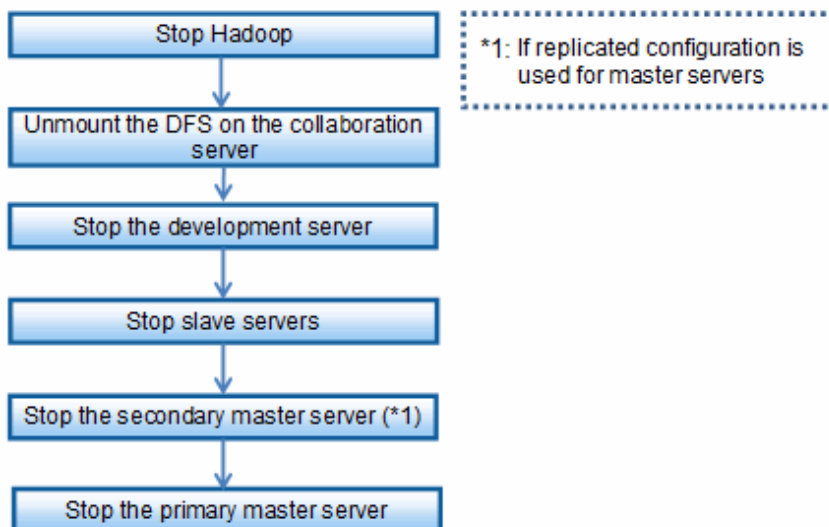 Stop Hadoop
*1: If replicated configuration is
used for master servers
Unmount the DFS on the collaboration
server
Stop the development server
Stop slave servers
Stop the secondary master server (*1)
Stop the primary master server